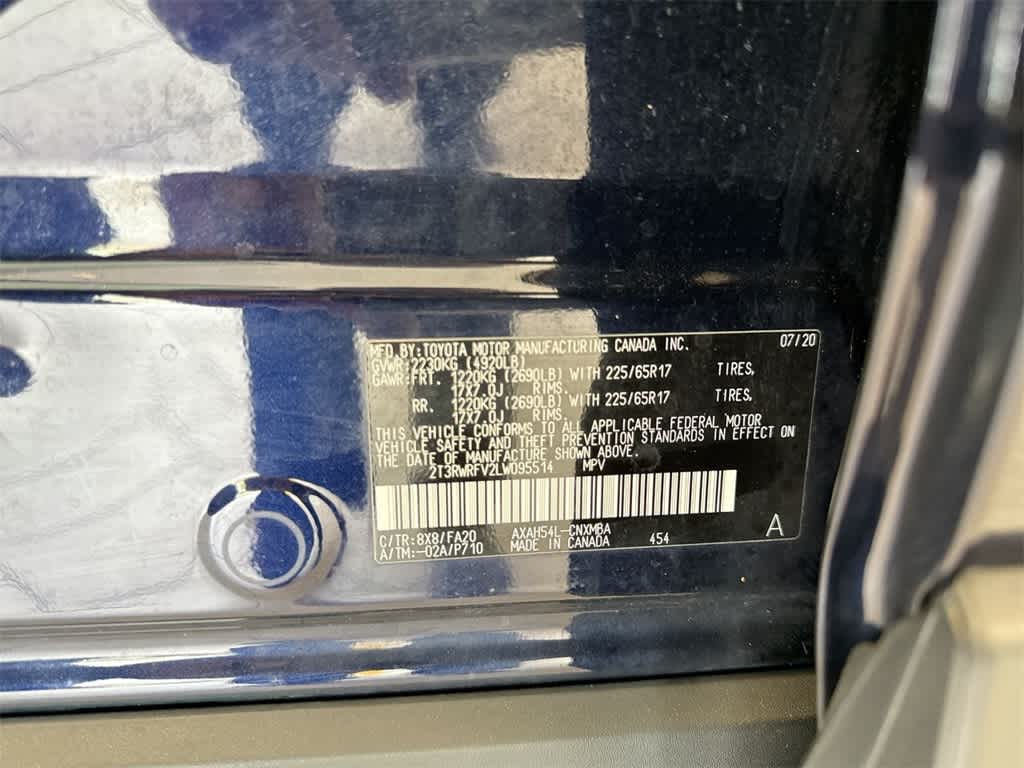 MFD.BY:TOYOTA MOTOR MANUFACTURING CANADA INC. 07/20
GVWR:2230KG (4920LB)
GAWR:FRT. 1220KG (2690LB) WITH 225/65R17 TIRES,
17X7.0J RIMS.
RR. 1220KG (2690LB) WITH 225/65R17 TIRES,
17X7.0J RIMS.
THIS VEHICLE CONFORMS TO ALL APPLICABLE FEDERAL MOTOR
VEHICLE SAFETY AND THEFT PREVENTION STANDARDS IN EFFECT ON
THE DATE OF MANUFACTURE SHOWN ABOVE.
2T3RWRFV2LW095514 MPV
C/TR:8X8/FA20 AXAH54L-CNXMBA A
A/TM:-02A/P710 MADE IN CANADA 454